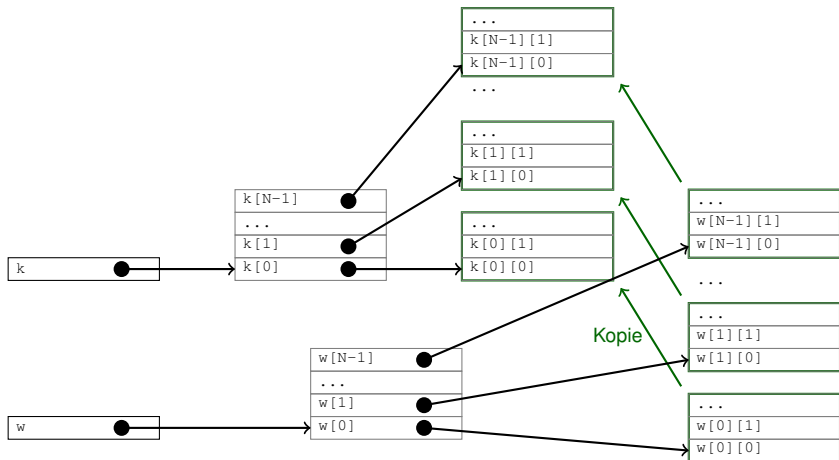 ...
k[N-1][1]
k[N-1][0]
...
...
k[1][1]
k[1][0]
k[N-1]
...
k[1]
k[0]
...
k[0][1]
k[0][0]
k
...
w[N-1][1]
w[N-1][0]
...
...
w[1][1]
w[1][0]
Kopie
w[N-1]
...
w[1]
w[0]
w
...
w[0][1]
w[0][0]